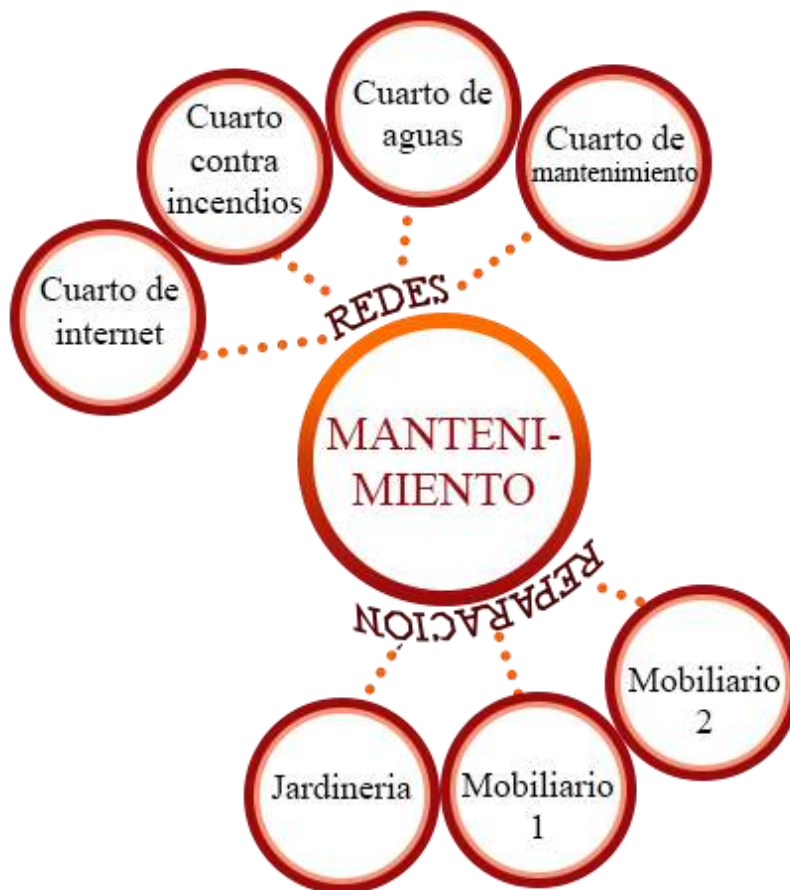 Cuarto de
aguas
Cuarto
contra
incendios
Cuarto de
mantenimiento
Cuarto de
internet
REDES
MANTENI-
MIENTO
REPARACION
Mobiliario
2
Jardineria
Mobiliario
1